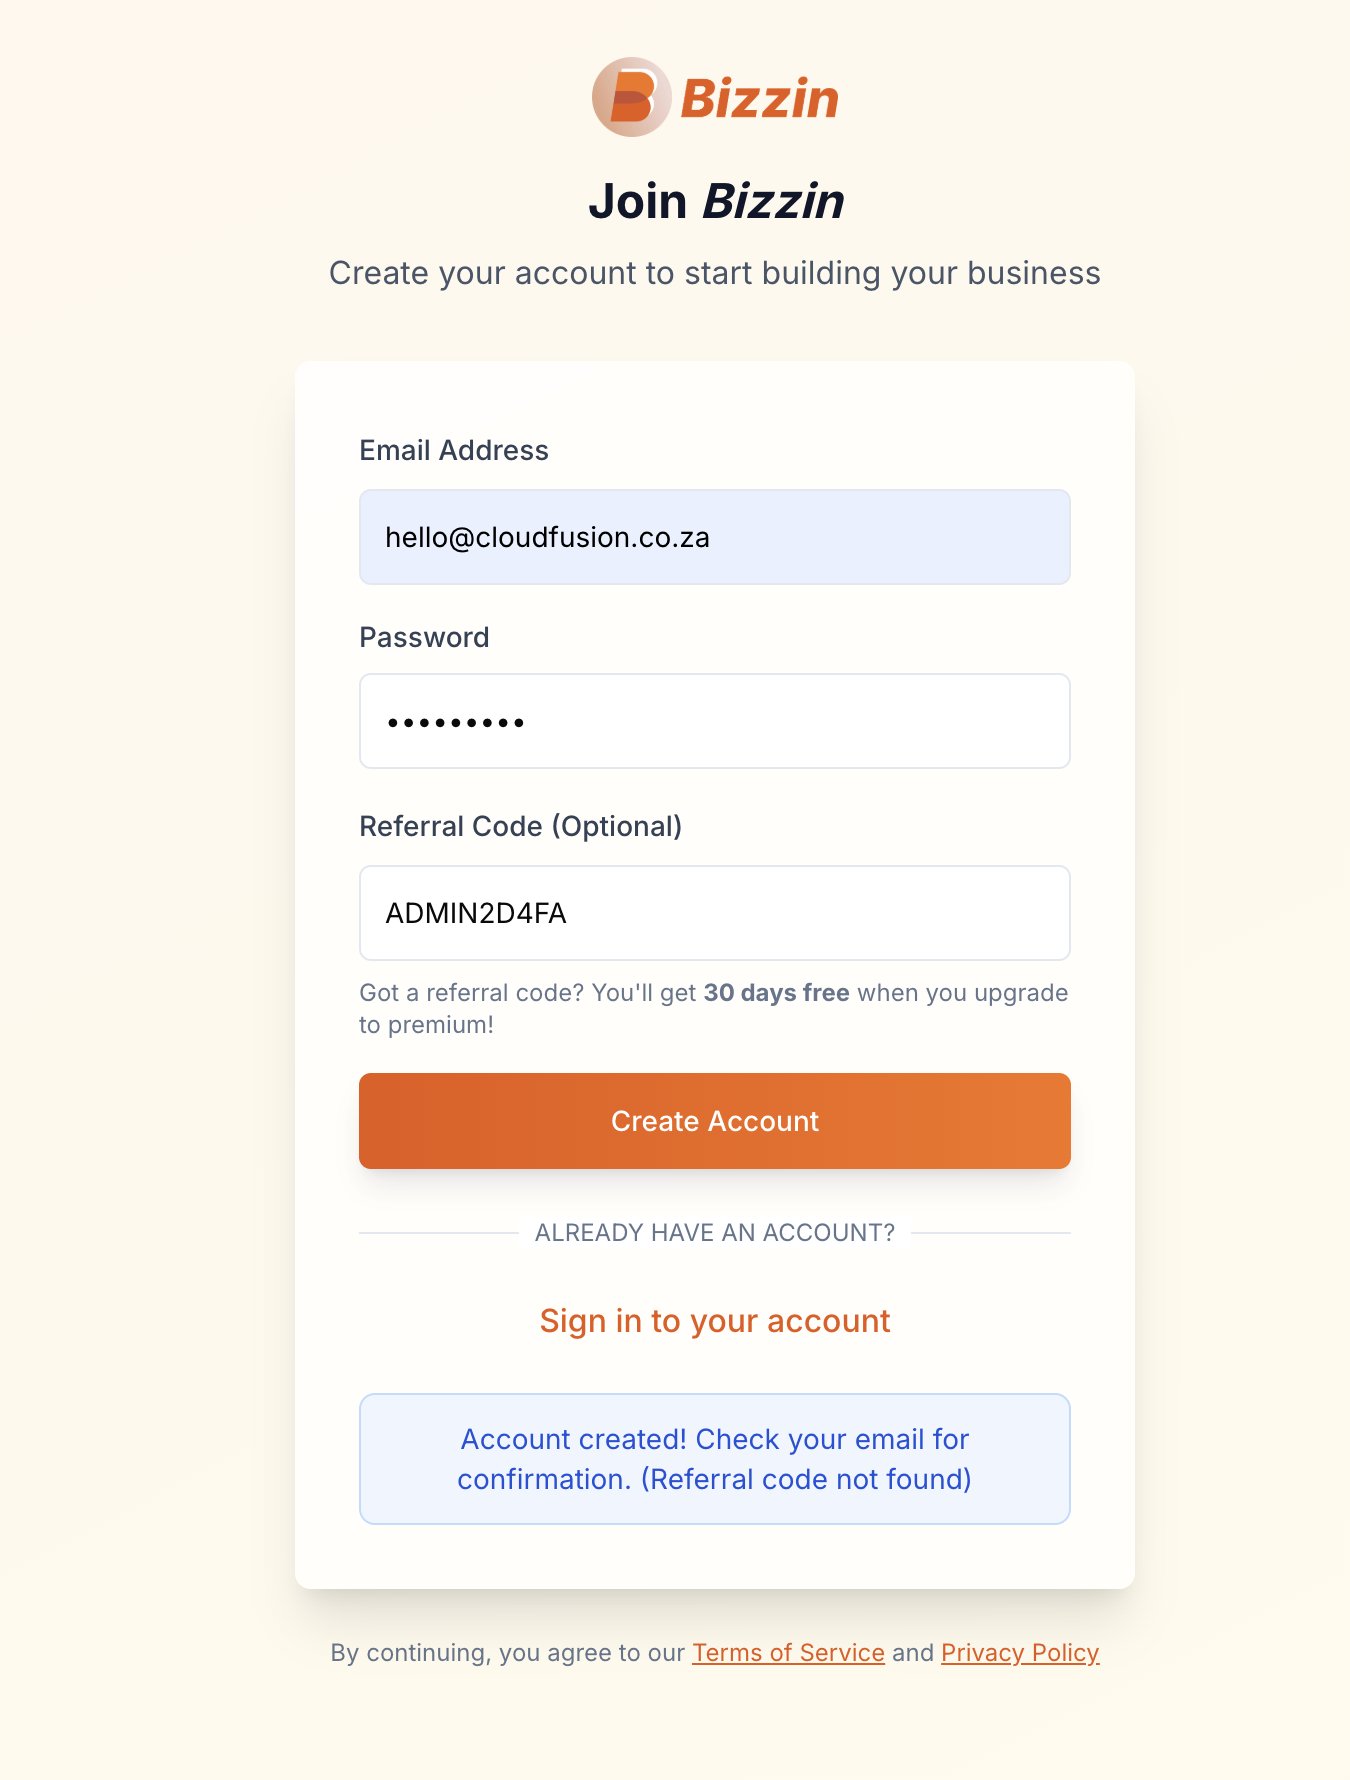 Bizzin
Join Bizzin
Create your account to start building your business
Email Address
hello@cloudfusion.co.za
Password
•••••••••
Referral Code (Optional)
ADMIN2D4FA
Got a referral code? You'll get 30 days free when you upgrade
to premium!
Create Account
ALREADY HAVE AN ACCOUNT?
Sign in to your account
Account created! Check your email for
confirmation. (Referral code not found)
By continuing, you agree to our Terms of Service and Privacy Policy